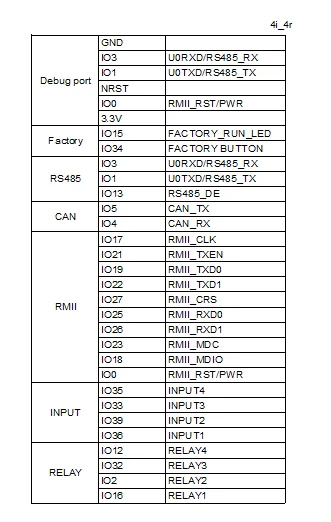 4i_4r
GND
IO3 U0RXD/RS485_RX
Debug port IO1 U0TXD/RS485_TX
NRST
IO0 RMII_RST/PWR
3.3V
Factory IO15 FACTORY_RUN_LED
IO34 FACTORY BUTTON
IO3 U0RXD/RS485_RX
RS485 IO1 U0TXD/RS485_TX
IO13 RS485_DE
CAN IO5 CAN_TX
IO4 CAN_RX
IO17 RMII_CLK
IO21 RMII_TXEN
IO19 RMII_TXD0
IO22 RMII_TXD1
RMII IO27 RMII_CRS
IO25 RMII_RXD0
IO26 RMII_RXD1
IO23 RMII_MDC
IO18 RMII_MDIO
IO0 RMII_RST/PWR
INPUT IO35 INPUT4
IO33 INPUT3
IO39 INPUT2
IO36 INPUT1
RELAY IO12 RELAY4
IO32 RELAY3
IO2 RELAY2
IO16 RELAY1